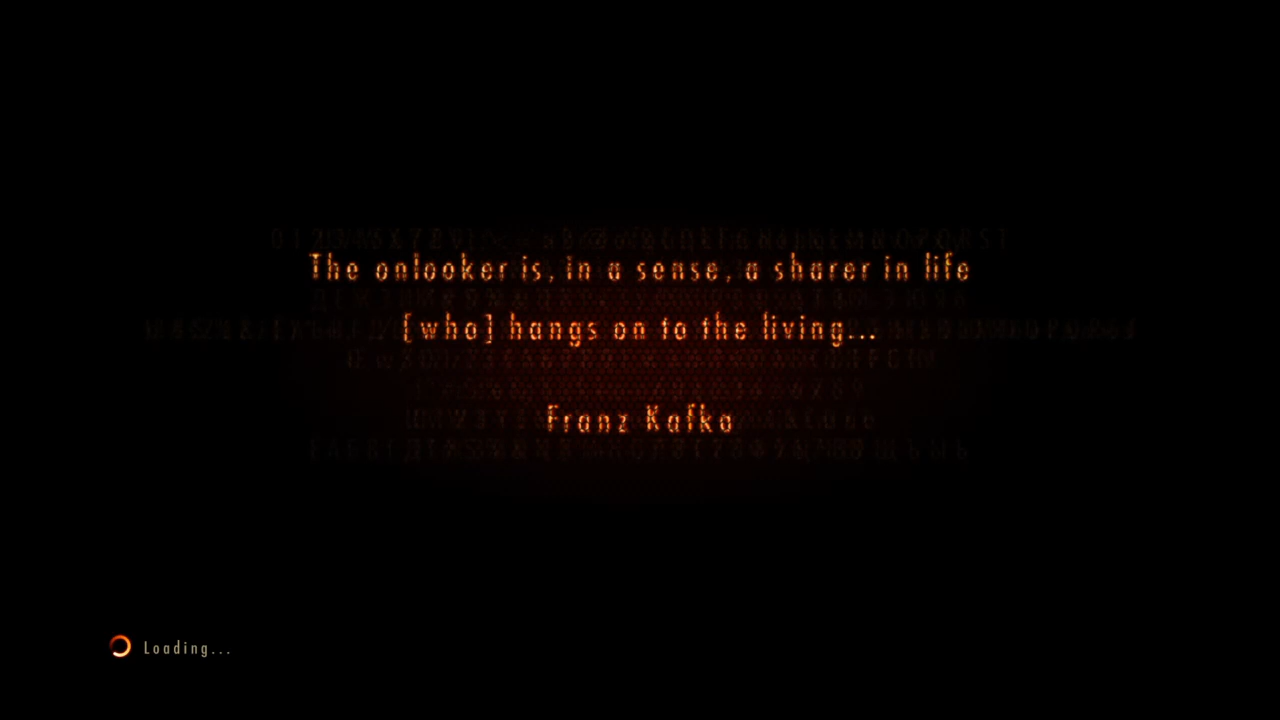 The onlooker is, in a sense, a sharer in life
[who] hangs on to the living...
Franz Kafka
Loading...